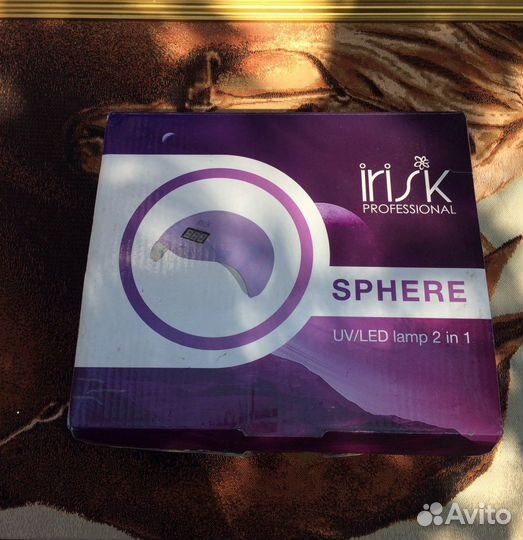 irisk
PROFESSIONAL
SPHERE
UV/LED lamp 2 in 1
Avito